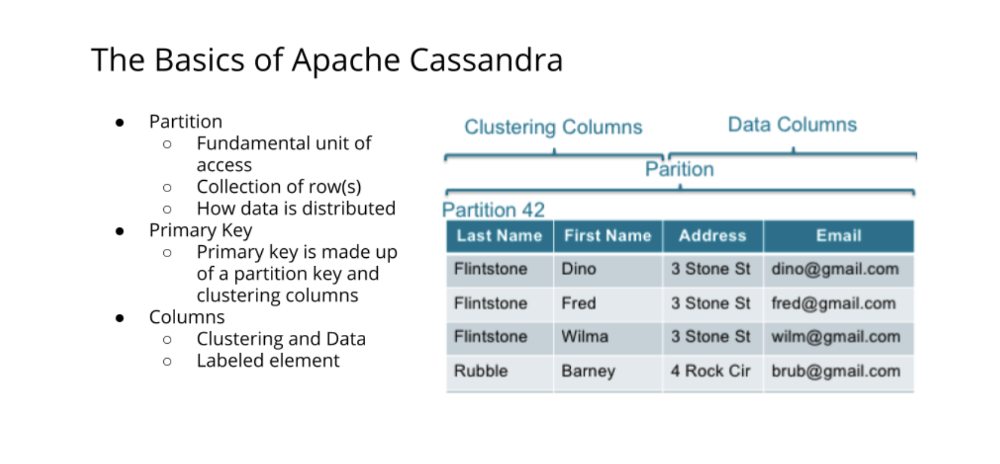 The Basics of Apache Cassandra
● Partition
○ Fundamental unit of
access
○ Collection of row(s)
○ How data is distributed
● Primary Key
○ Primary key is made up
of a partition key and
clustering columns
● Columns
○ Clustering and Data
○ Labeled element
Clustering Columns Data Columns
Parition
Partition 42
Last Name First Name Address Email
Flintstone Dino 3 Stone St dino@gmail.com
Flintstone Fred 3 Stone St fred@gmail.com
Flintstone Wilma 3 Stone St wilm@gmail.com
Rubble Barney 4 Rock Cir brub@gmail.com